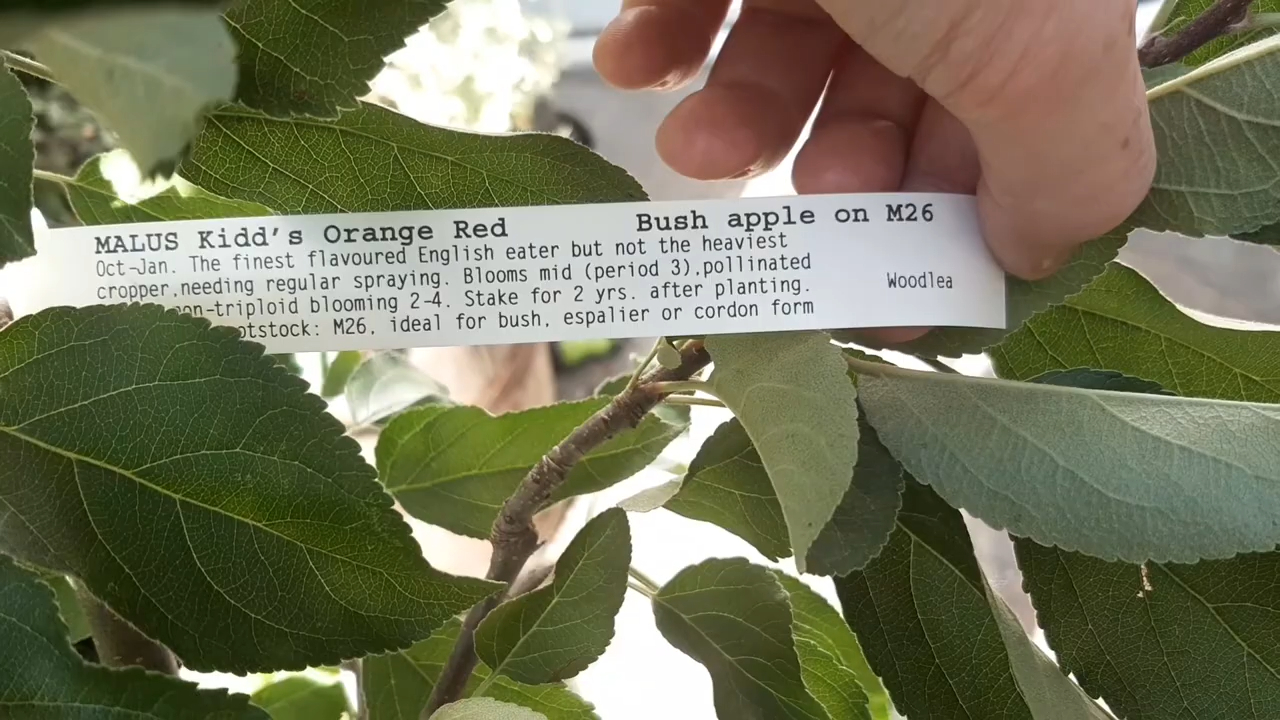 MALUS Kidd's Orange Red Bush apple on M26
Oct-Jan. The finest flavoured English eater but not the heaviest
cropper,needing regular spraying. Blooms mid (period 3),pollinated
on-triploid blooming 2-4. Stake for 2 yrs. after planting.
otstock: M26, ideal for bush, espalier or cordon form
Woodlea